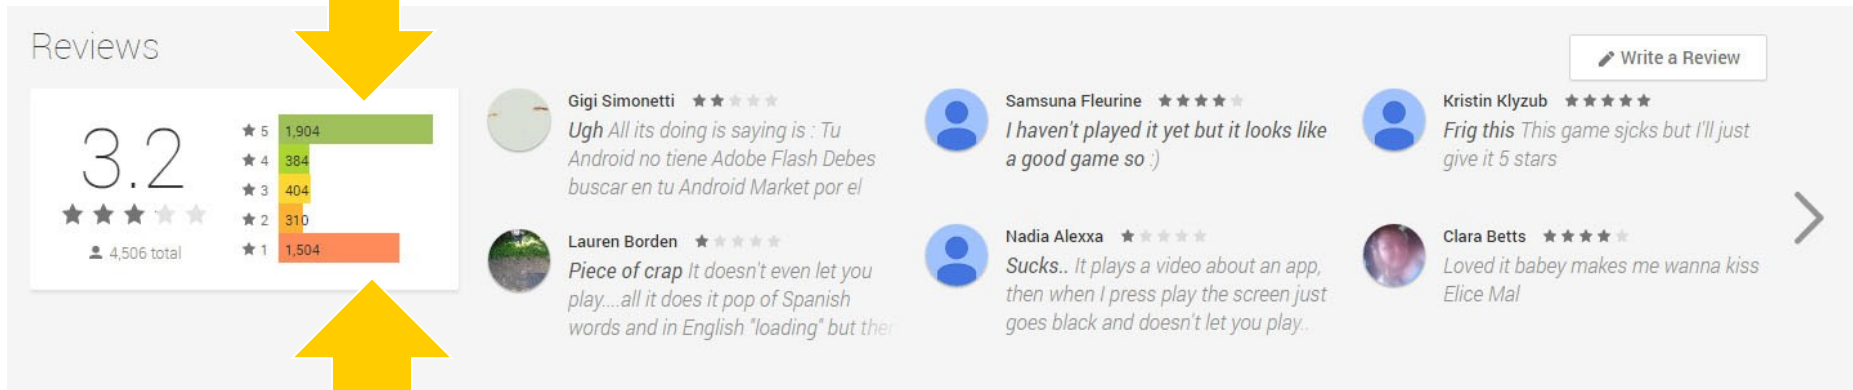 Reviews
Write a Review
3.2
4,506 total
5 1,904
4 384
3 404
2 310
1 1,504
Gigi Simonetti
Ugh All its doing is saying is : Tu
Android no tiene Adobe Flash Debes
buscar en tu Android Market por el
Samsuna Fleurine
I haven't played it yet but it looks like
a good game so :)
Kristin Klyzub
Frig this This game sjcks but I'll just
give it 5 stars
Lauren Borden
Piece of crap It doesn't even let you
play....all it does it pop of Spanish
words and in English "loading" but then
Nadia Alexxa
Sucks.. It plays a video about an app,
then when I press play the screen just
goes black and doesn't let you play..
Clara Betts
Loved it babey makes me wanna kiss
Elice Mal